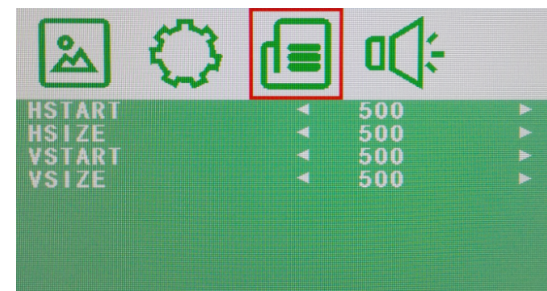 HSTART ◄ 500 ►
HSIZE ◄ 500 ►
VSTART ◄ 500 ►
VSIZE ◄ 500 ►